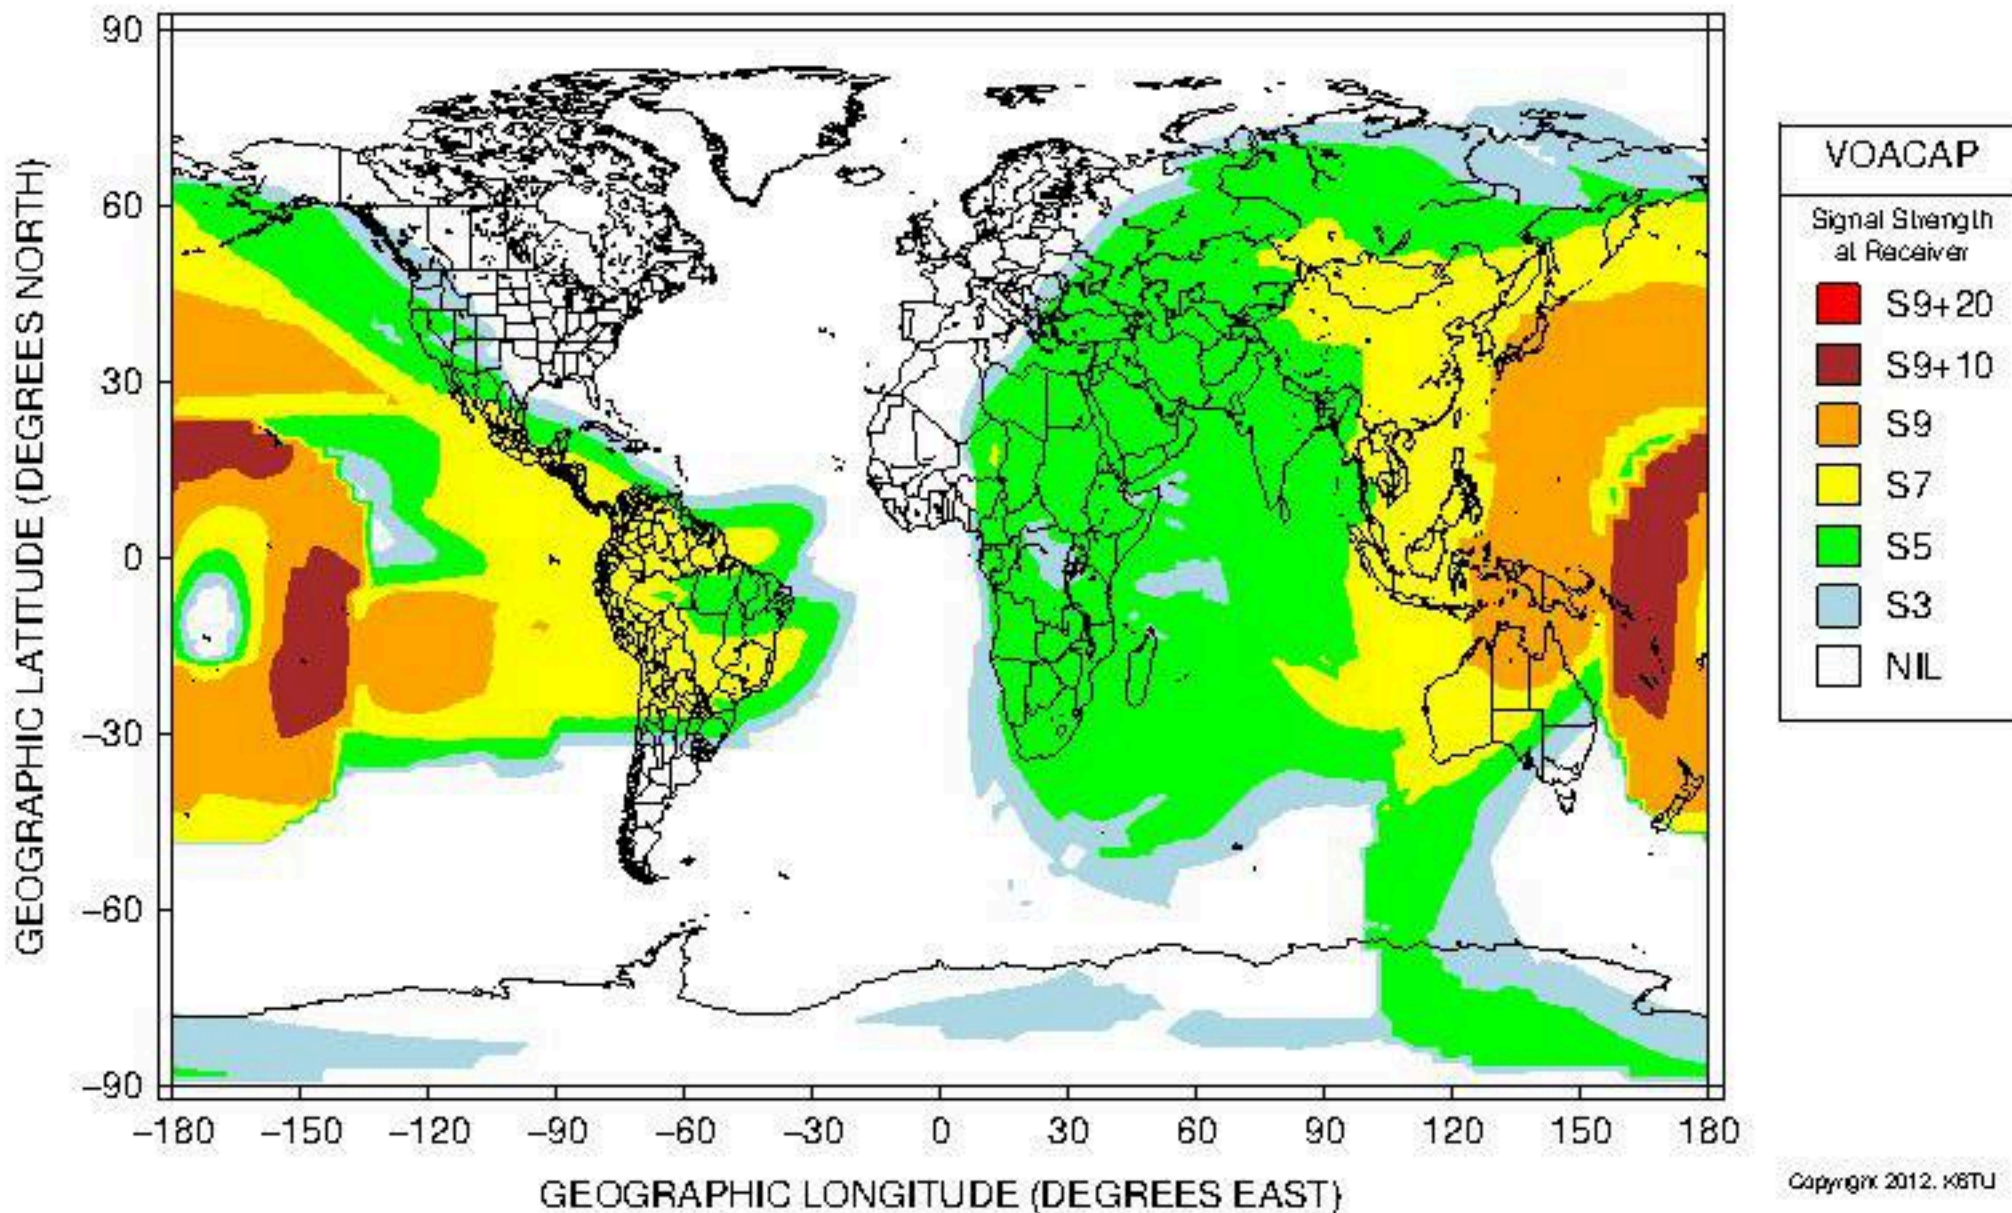 90
60
30
0
−30
−60
−90
GEOGRAPHIC LATITUDE (DEGREES NORTH)
−180 −150 −120 −90 −60 −30 0 30 60 90 120 150 180
GEOGRAPHIC LONGITUDE (DEGREES EAST)
VOACAP
Signal Strength
at Receiver
S9+20
S9+10
S9
S7
S5
S3
NIL
Copyright 2012, K6TU